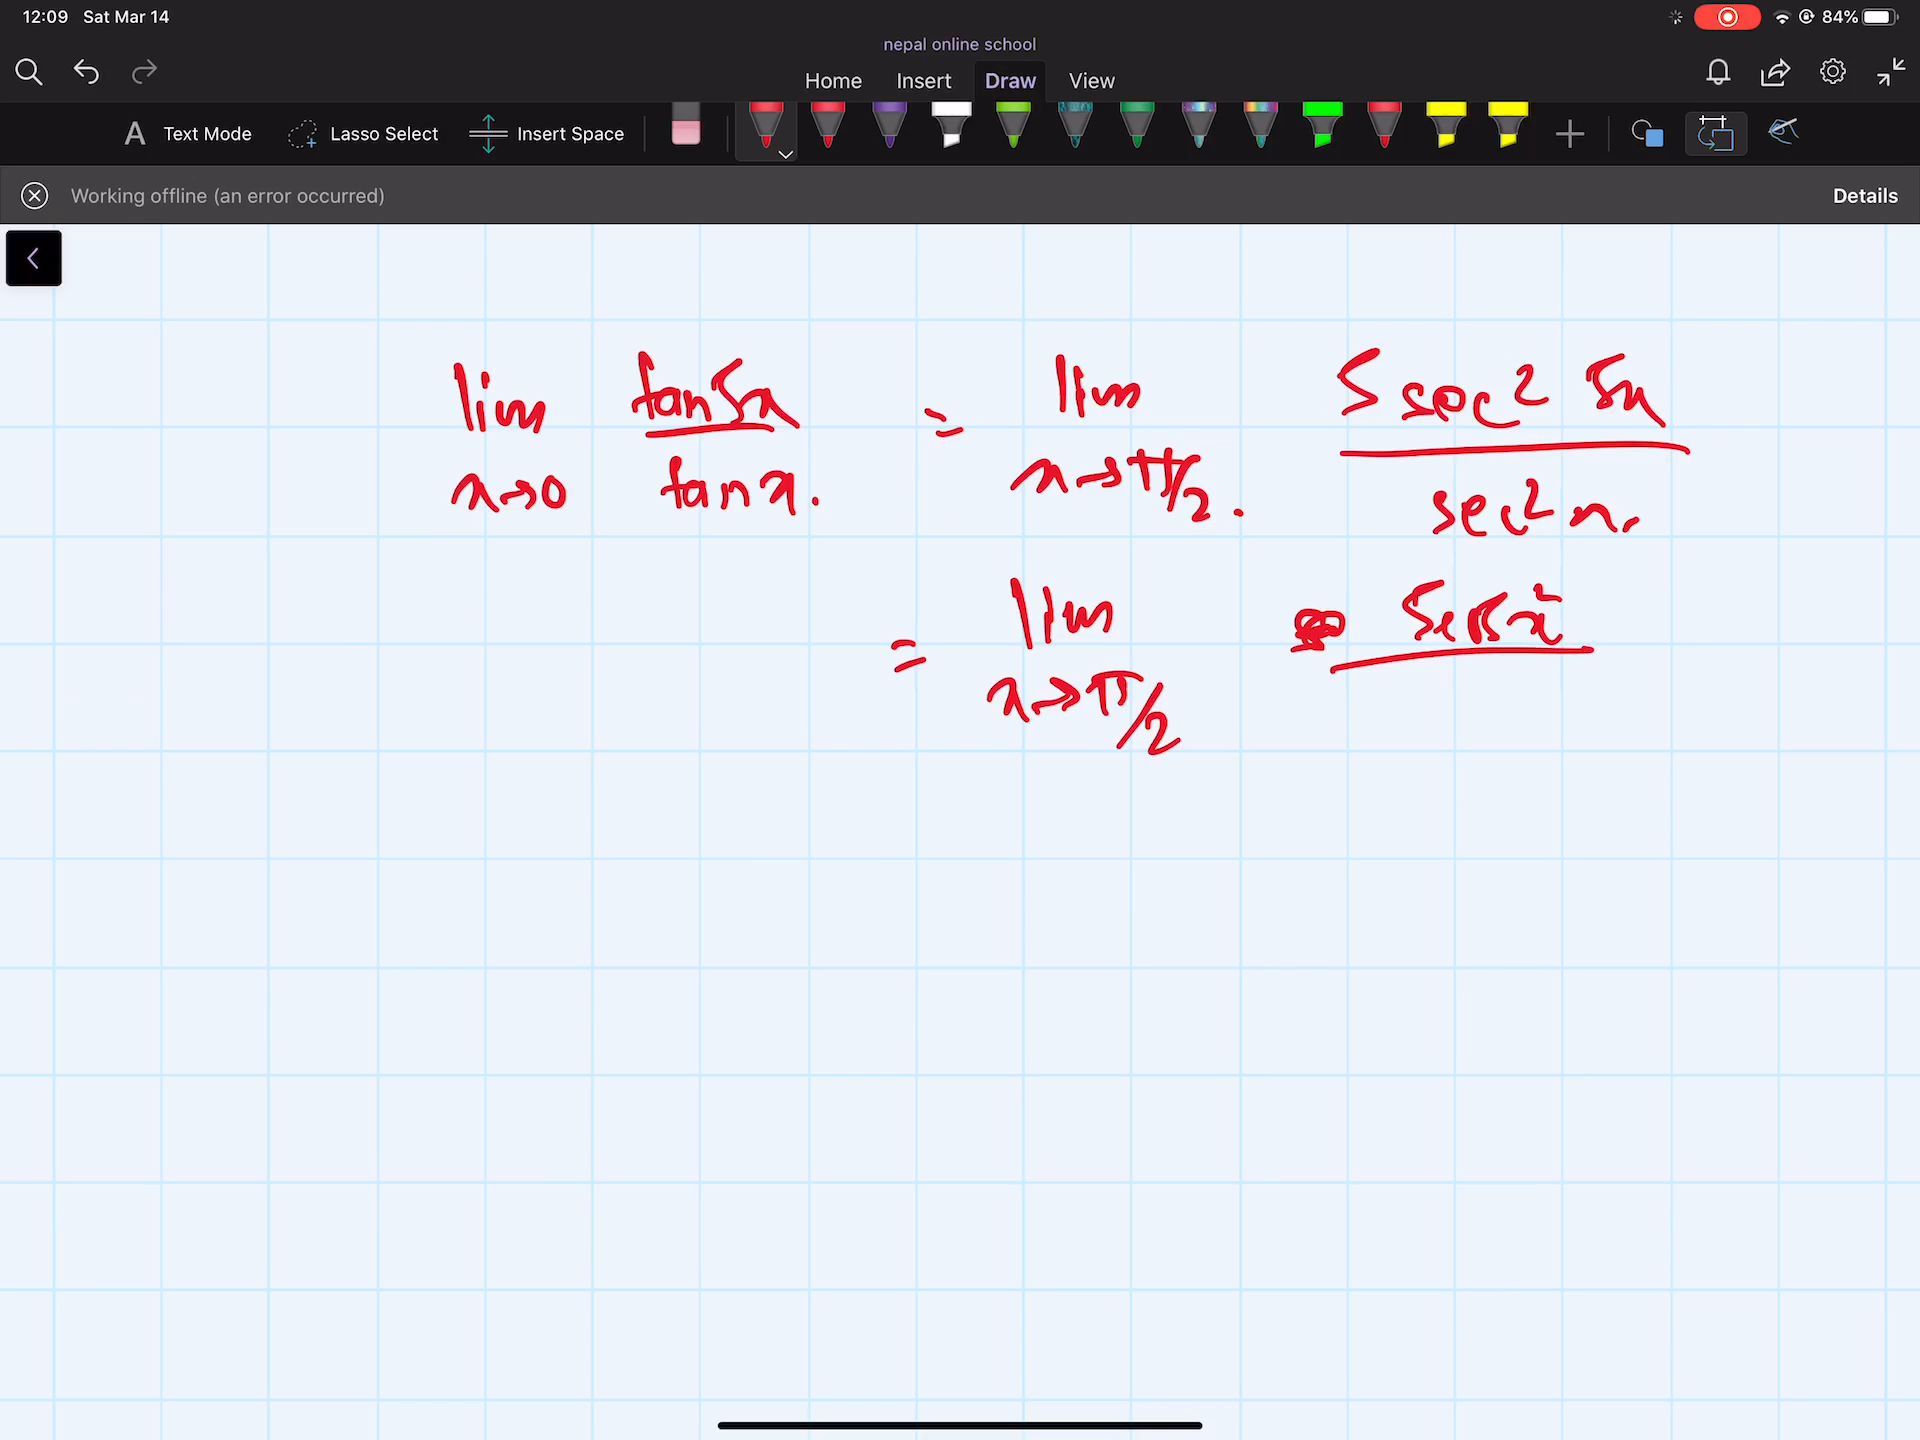 12:09 Sat Mar 14
84%
nepal online school
Home Insert Draw View
A Text Mode Lasso Select Insert Space
Working offline (an error occurred) Details
lim tan5x = lim 5 sec² 5x
x→0 tanx. x→π/2. sec² x.
= lim
x→π/2